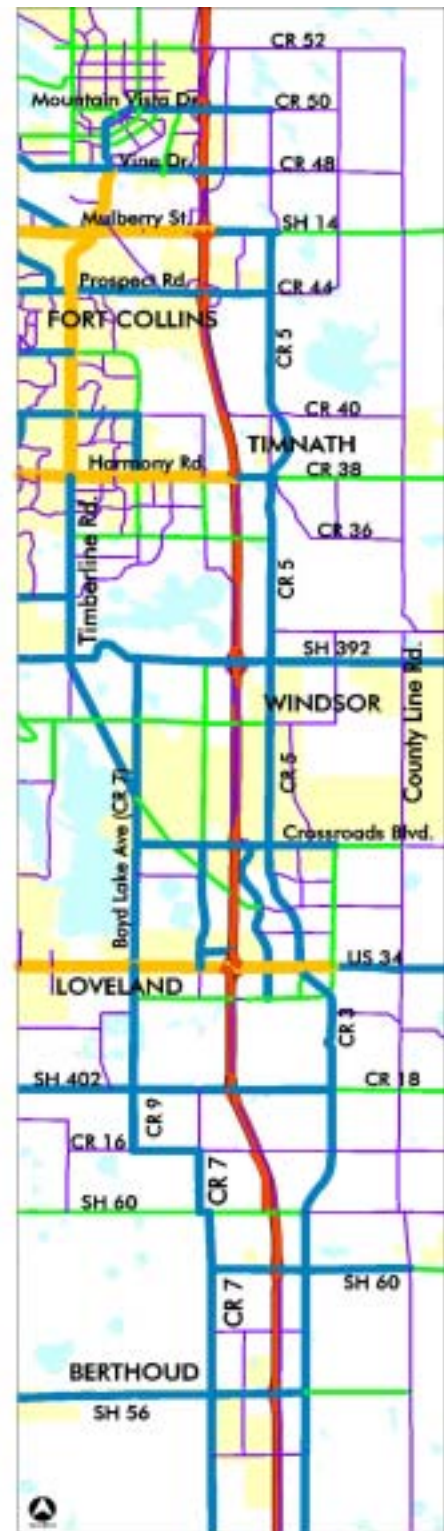 CR 52
Mountain Vista Dr.
CR 50
Vine Dr.
CR 48
Mulberry St.
SH 14
Prospect Rd.
CR 44
FORT COLLINS
CR 5
CR 40
TIMNATH
Harmony Rd.
CR 38
CR 36
Timberline Rd.
CR 5
SH 392
County Line Rd.
WINDSOR
CR 5
Boyd Lake Ave (CR 7)
Crossroads Blvd.
US 34
LOVELAND
CR 3
SH 402
CR 18
CR 9
CR 16
CR 7
SH 60
CR 7
SH 60
BERTHOUD
SH 56